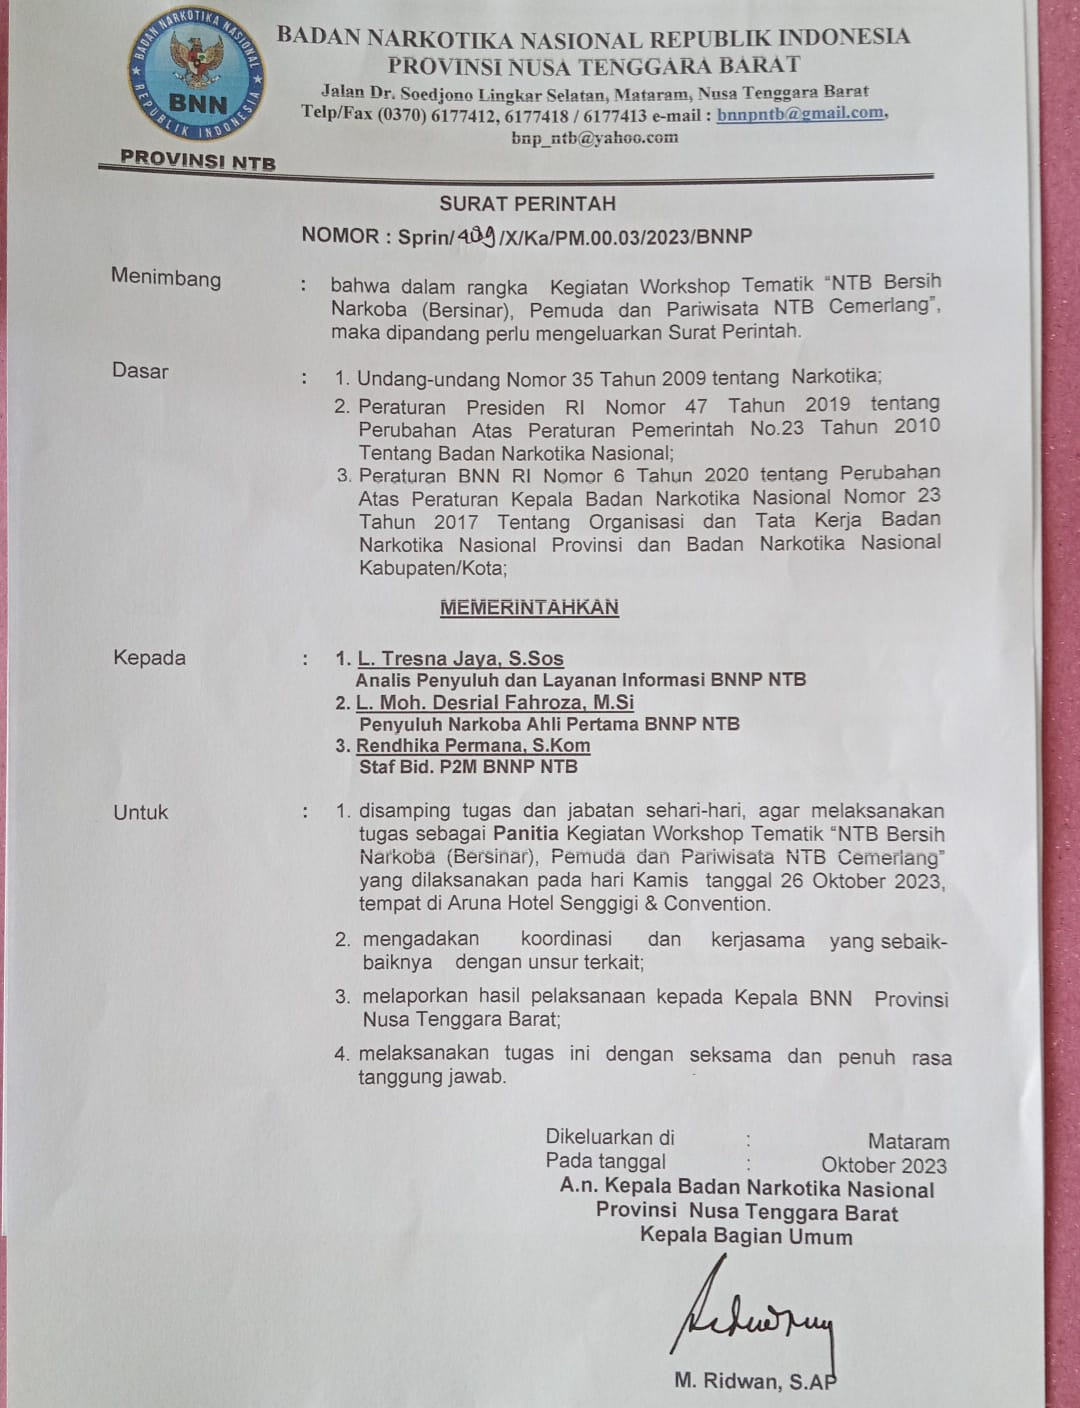 BADAN NARKOTIKA NASIONAL
BNN
REPUBLIK INDONESIA
PROVINSI NTB
BADAN NARKOTIKA NASIONAL REPUBLIK INDONESIA
PROVINSI NUSA TENGGARA BARAT
Jalan Dr. Soedjono Lingkar Selatan, Mataram, Nusa Tenggara Barat
Telp/Fax (0370) 6177412, 6177418 / 6177413 e-mail : bnnpntb@gmail.com,
bnp_ntb@yahoo.com
SURAT PERINTAH
NOMOR : Sprin/ /X/Ka/PM.00.03/2023/BNNP
Menimbang : bahwa dalam rangka Kegiatan Workshop Tematik “NTB Bersih
Narkoba (Bersinar), Pemuda dan Pariwisata NTB Cemerlang”,
maka dipandang perlu mengeluarkan Surat Perintah.
Dasar : 1. Undang-undang Nomor 35 Tahun 2009 tentang Narkotika;
2. Peraturan Presiden RI Nomor 47 Tahun 2019 tentang
Perubahan Atas Peraturan Pemerintah No.23 Tahun 2010
Tentang Badan Narkotika Nasional;
3. Peraturan BNN RI Nomor 6 Tahun 2020 tentang Perubahan
Atas Peraturan Kepala Badan Narkotika Nasional Nomor 23
Tahun 2017 Tentang Organisasi dan Tata Kerja Badan
Narkotika Nasional Provinsi dan Badan Narkotika Nasional
Kabupaten/Kota;
MEMERINTAHKAN
Kepada : 1. L. Tresna Jaya, S.Sos
Analis Penyuluh dan Layanan Informasi BNNP NTB
2. L. Moh. Desrial Fahroza, M.Si
Penyuluh Narkoba Ahli Pertama BNNP NTB
3. Rendhika Permana, S.Kom
Staf Bid. P2M BNNP NTB
Untuk : 1. disamping tugas dan jabatan sehari-hari, agar melaksanakan
tugas sebagai Panitia Kegiatan Workshop Tematik “NTB Bersih
Narkoba (Bersinar), Pemuda dan Pariwisata NTB Cemerlang”
yang dilaksanakan pada hari Kamis tanggal 26 Oktober 2023,
tempat di Aruna Hotel Senggigi & Convention.
2. mengadakan koordinasi dan kerjasama yang sebaik-
baiknya dengan unsur terkait;
3. melaporkan hasil pelaksanaan kepada Kepala BNN Provinsi
Nusa Tenggara Barat;
4. melaksanakan tugas ini dengan seksama dan penuh rasa
tanggung jawab.
Dikeluarkan di : Mataram
Pada tanggal : Oktober 2023
A.n. Kepala Badan Narkotika Nasional
Provinsi Nusa Tenggara Barat
Kepala Bagian Umum
M. Ridwan, S.AP